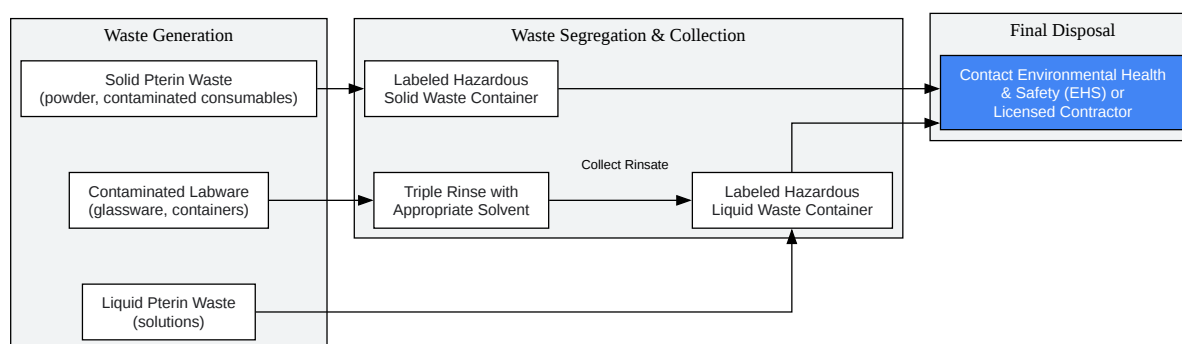 Waste Generation
Solid Pterin Waste
(powder, contaminated consumables)
Contaminated Labware
(glassware, containers)
Liquid Pterin Waste
(solutions)
Waste Segregation & Collection
Labeled Hazardous
Solid Waste Container
Triple Rinse with
Appropriate Solvent
Collect Rinsate
Labeled Hazardous
Liquid Waste Container
Final Disposal
Contact Environmental Health
& Safety (EHS) or
Licensed Contractor